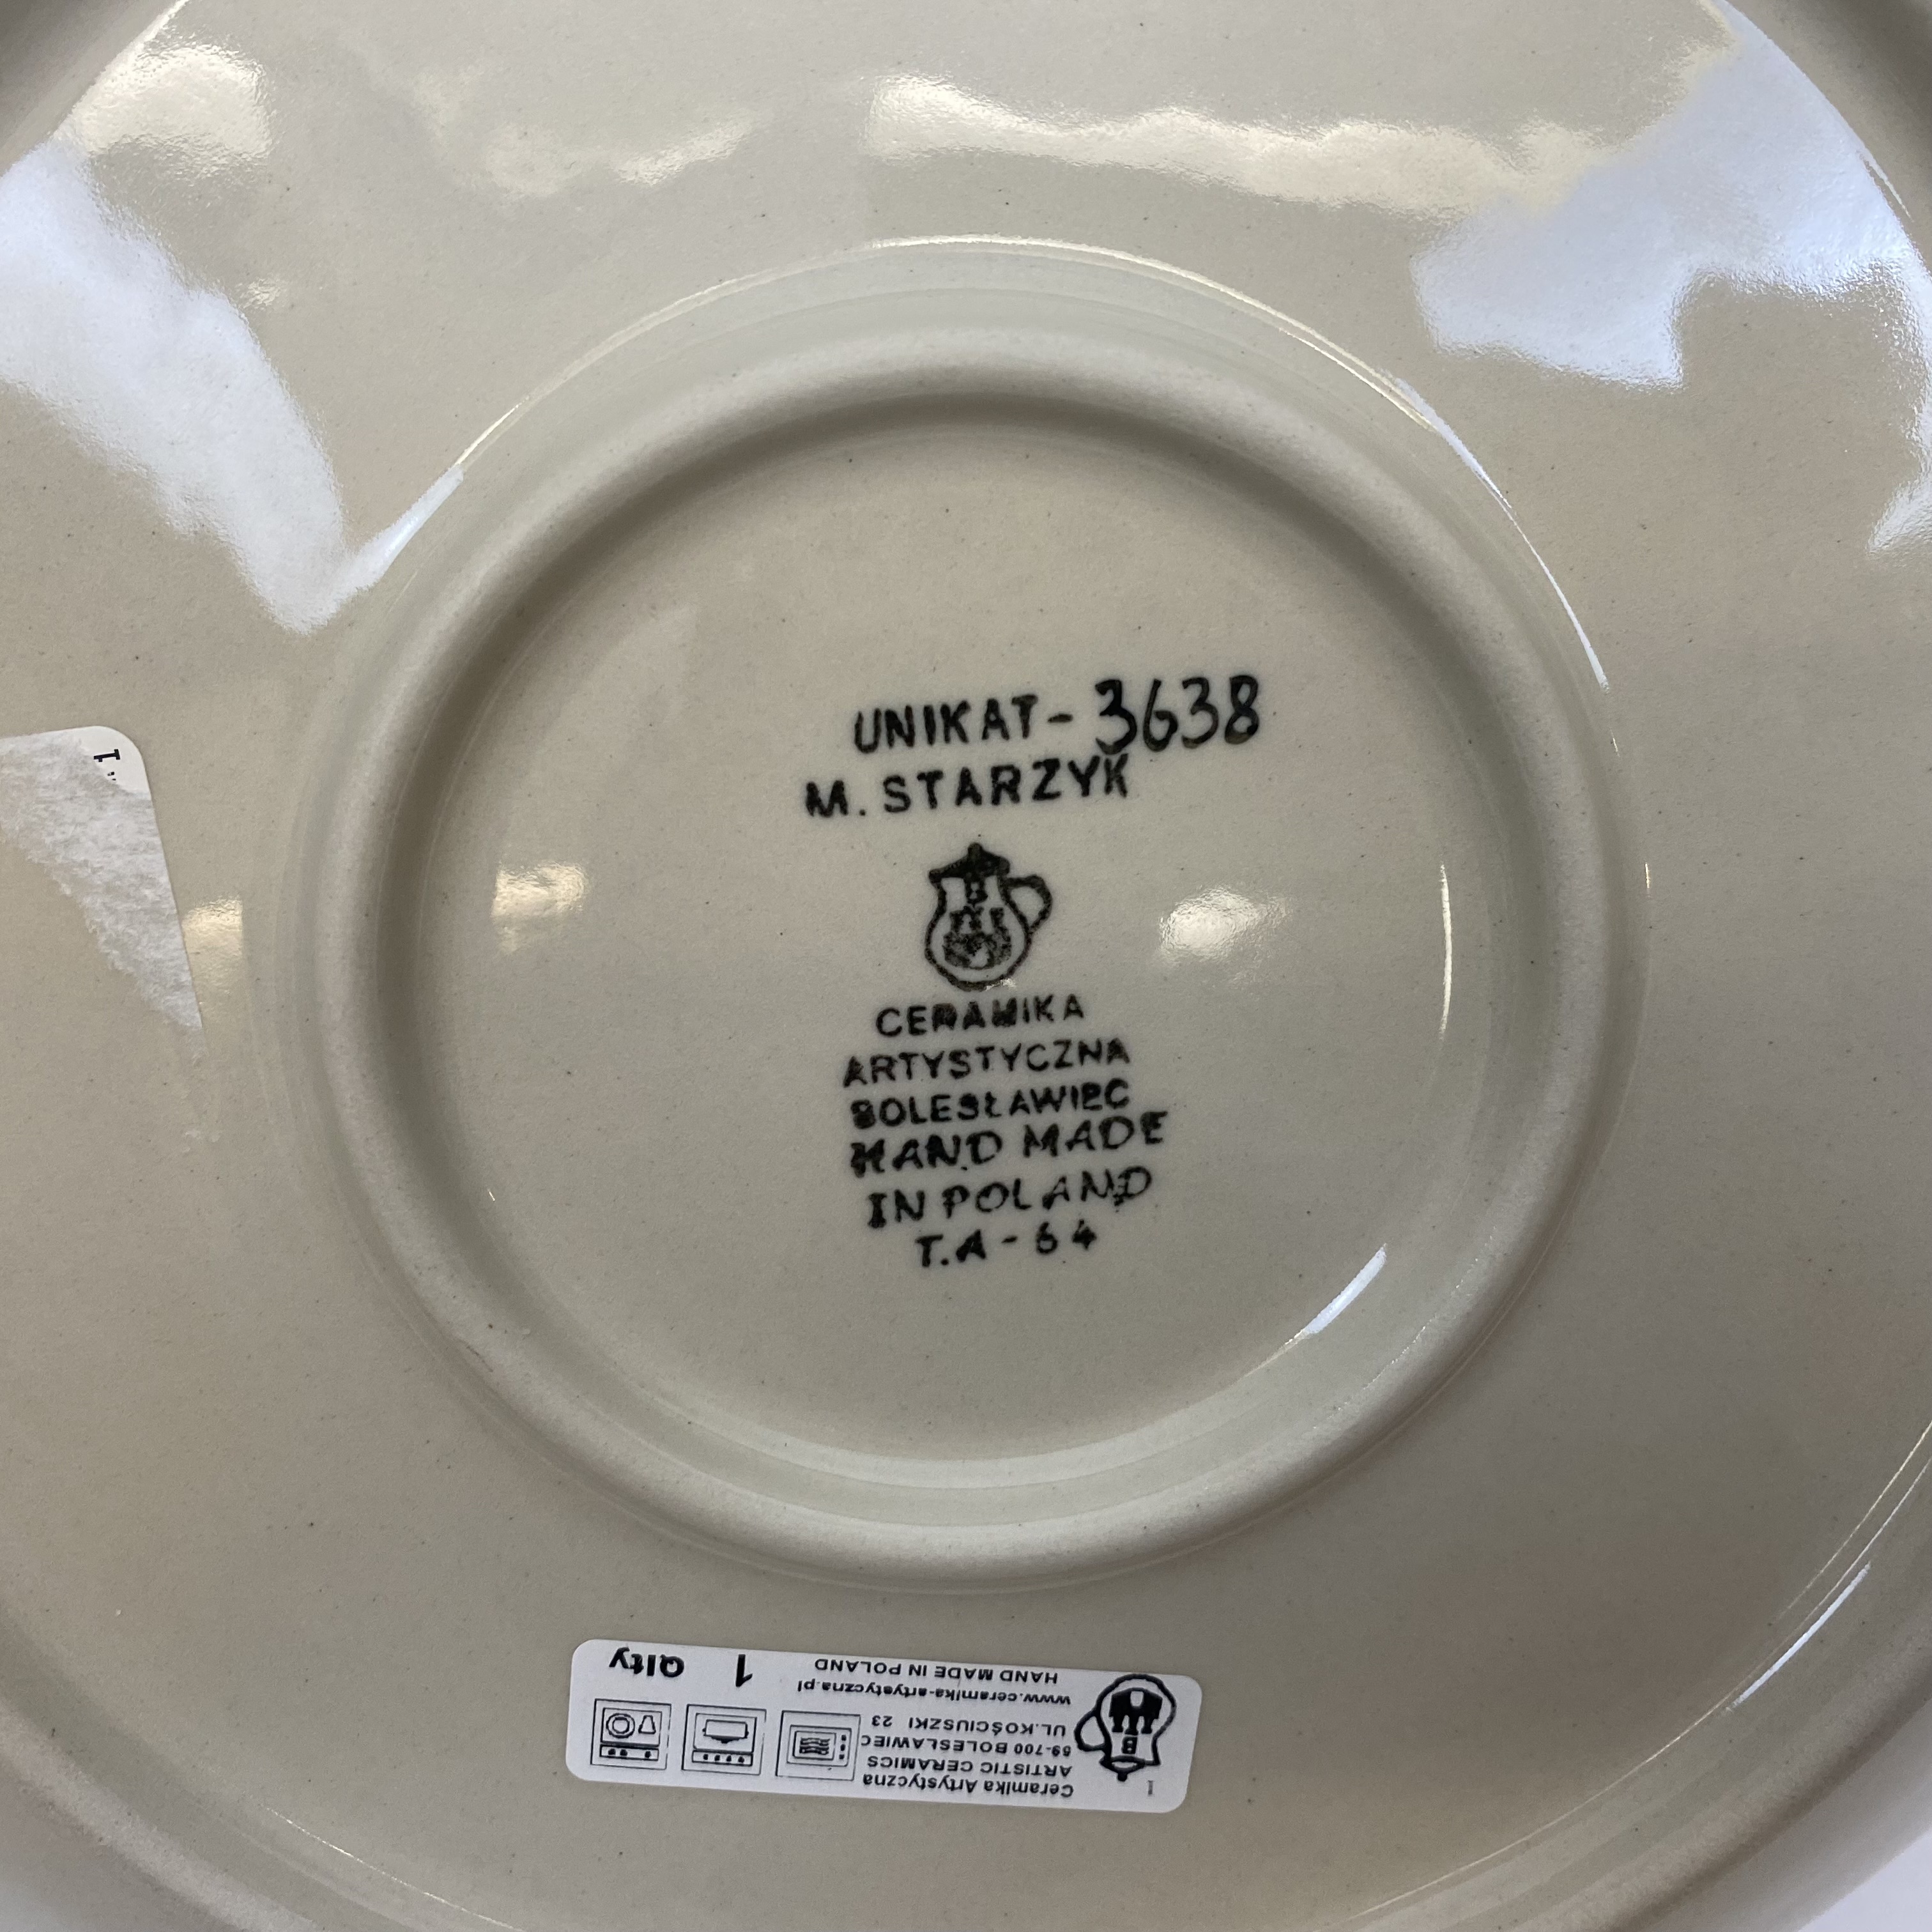 UNIKAT-3638
M. STARZYK
CERAMIKA
ARTYSTYCZNA
BOLESŁAWIEC
HAND MADE
IN POLAND
T.A-64
Ceramika Artystyczna
ARTISTIC CERAMICS
59-700 BOLESŁAWIEC
UL.KOŚCIUSZKI 23
www.ceramika-artystyczna.pl
HAND MADE IN POLAND
1 Qlty
B